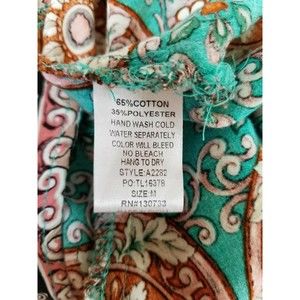 65%COTTON
35%POLYESTER
HAND WASH COLD
WATER SEPARATELY
COLOR WILL BLEED
NO BLEACH
HANG TO DRY
STYLE:A2282
PO:TL16378
SIZE:M
RN#130733